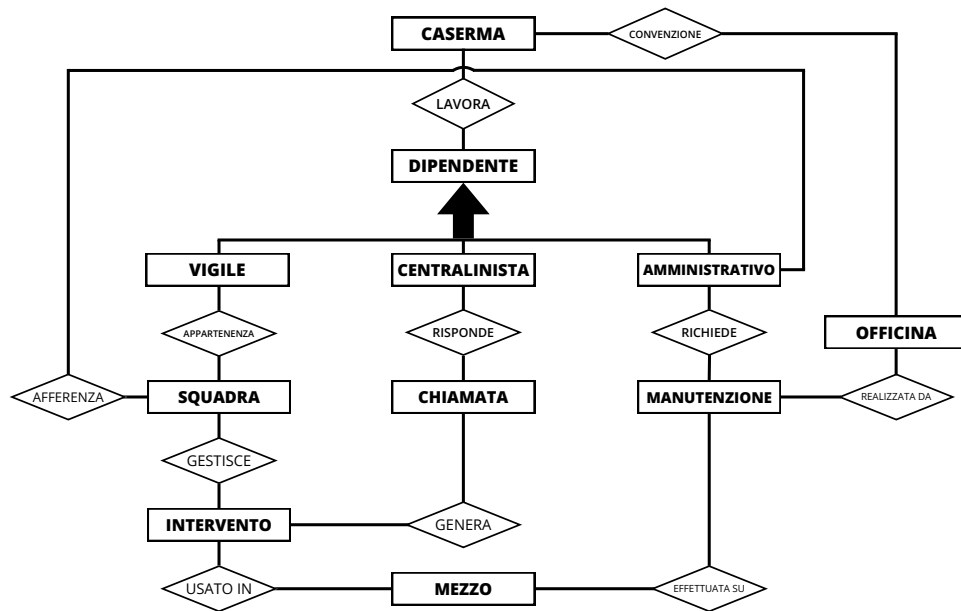 CASERMA
CONVENZIONE
LAVORA
DIPENDENTE
VIGILE
CENTRALINISTA
AMMINISTRATIVO
APPARTENENZA
RISPONDE
RICHIEDE
OFFICINA
AFFERENZA
SQUADRA
CHIAMATA
MANUTENZIONE
REALIZZATA DA
GESTISCE
INTERVENTO
GENERA
USATO IN
MEZZO
EFFETTUATA SU